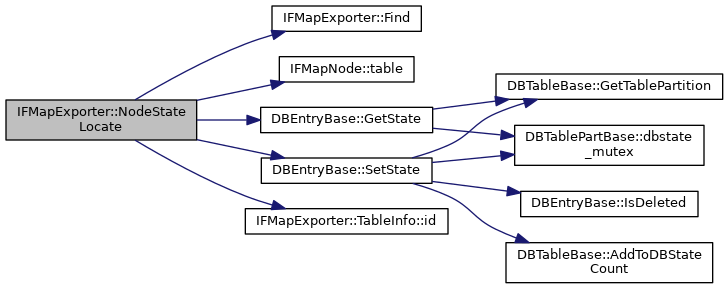 IFMapExporter::NodeState
Locate
IFMapExporter::Find
IFMapNode::table
DBEntryBase::GetState
DBEntryBase::SetState
IFMapExporter::TableInfo::id
DBTableBase::GetTablePartition
DBTablePartBase::dbstate
_mutex
DBEntryBase::IsDeleted
DBTableBase::AddToDBState
Count